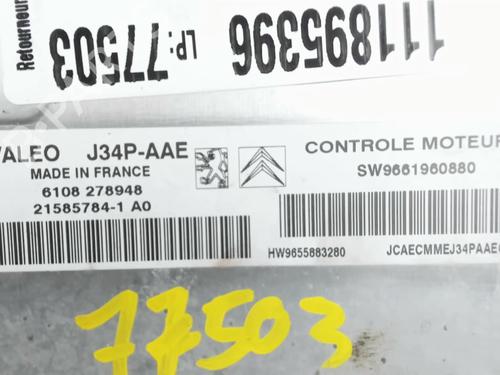 Retourneur
LP: 77503
111895396
VALEO J34P-AAE
MADE IN FRANCE
6108 278948
21585784-1 A0
CONTROLE MOTEUR
SW9661960880
HW9655883280
JCAECMMEJ34PAAE
77503